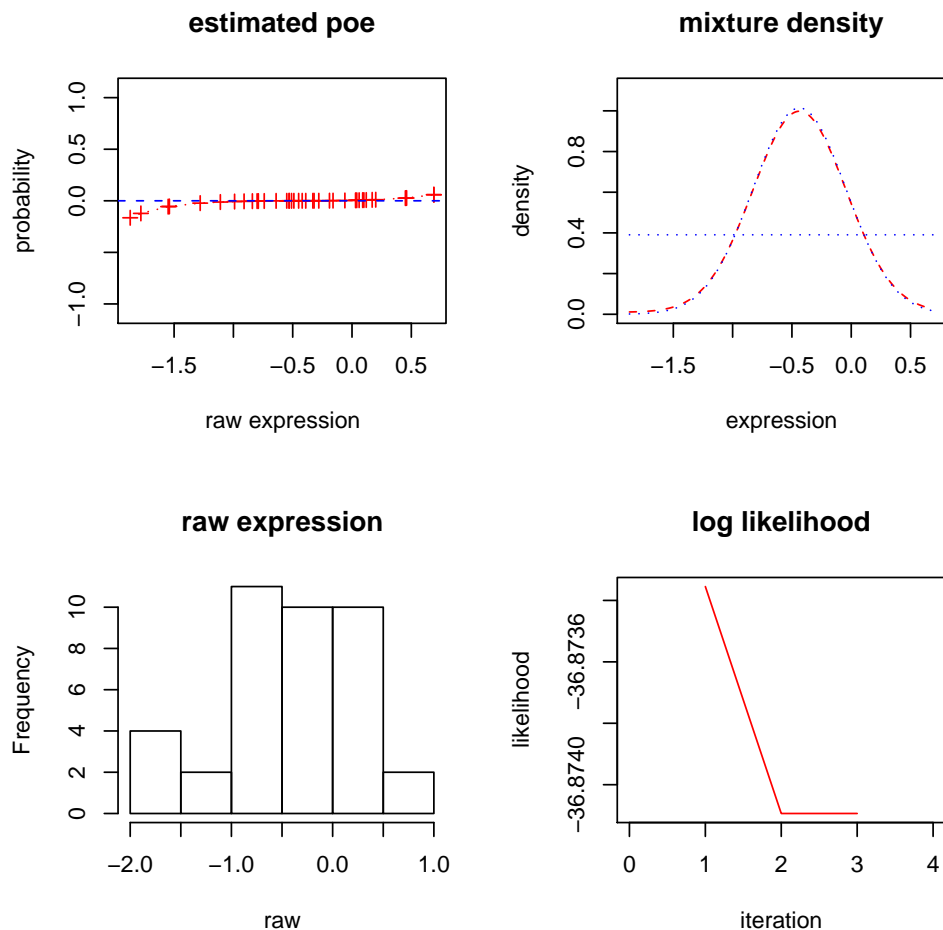 estimated poe
probability
1.0
0.5
0.0
−1.0
−1.5
−0.5
0.0
0.5
raw expression
mixture density
density
0.8
0.4
0.0
−1.5
−0.5
0.0
0.5
expression
raw expression
Frequency
10
8
6
4
2
0
−2.0
−1.0
0.0
1.0
raw
log likelihood
likelihood
−36.8736
−36.8740
0
1
2
3
4
iteration